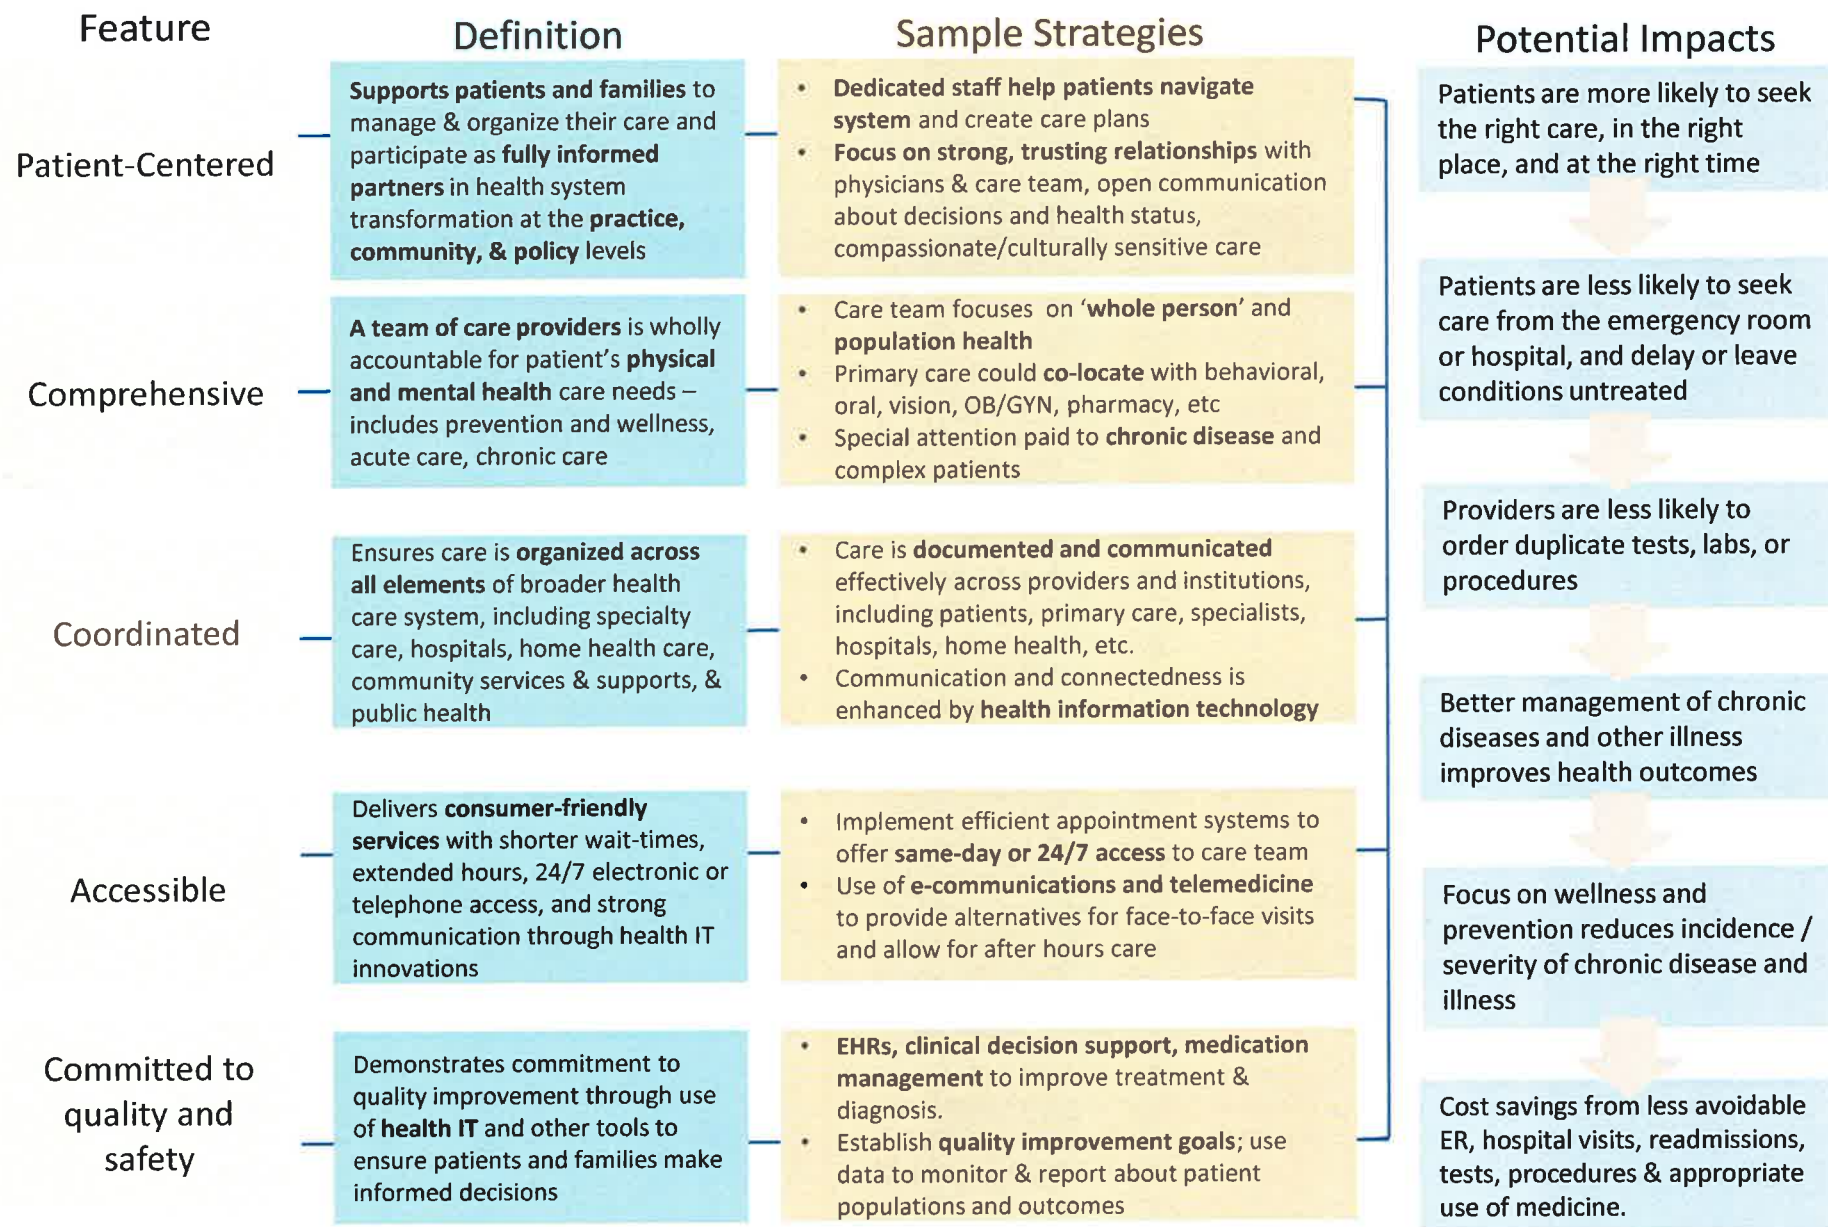 Feature
Definition
Sample Strategies
Potential Impacts
Patient-Centered
Supports patients and families to
manage & organize their care and
participate as fully informed
partners in health system
transformation at the practice,
community, & policy levels
• Dedicated staff help patients navigate
system and create care plans
• Focus on strong, trusting relationships with
physicians & care team, open communication
about decisions and health status,
compassionate/culturally sensitive care
Comprehensive
A team of care providers is wholly
accountable for patient's physical
and mental health care needs –
includes prevention and wellness,
acute care, chronic care
• Care team focuses on 'whole person' and
population health
• Primary care could co-locate with behavioral,
oral, vision, OB/GYN, pharmacy, etc
• Special attention paid to chronic disease and
complex patients
Coordinated
Ensures care is organized across
all elements of broader health
care system, including specialty
care, hospitals, home health care,
community services & supports, &
public health
• Care is documented and communicated
effectively across providers and institutions,
including patients, primary care, specialists,
hospitals, home health, etc.
• Communication and connectedness is
enhanced by health information technology
Accessible
Delivers consumer-friendly
services with shorter wait-times,
extended hours, 24/7 electronic or
telephone access, and strong
communication through health IT
innovations
• Implement efficient appointment systems to
offer same-day or 24/7 access to care team
• Use of e-communications and telemedicine
to provide alternatives for face-to-face visits
and allow for after hours care
Committed to
quality and
safety
Demonstrates commitment to
quality improvement through use
of health IT and other tools to
ensure patients and families make
informed decisions
• EHRs, clinical decision support, medication
management to improve treatment &
diagnosis.
• Establish quality improvement goals; use
data to monitor & report about patient
populations and outcomes
Patients are more likely to seek
the right care, in the right
place, and at the right time
Patients are less likely to seek
care from the emergency room
or hospital, and delay or leave
conditions untreated
Providers are less likely to
order duplicate tests, labs, or
procedures
Better management of chronic
diseases and other illness
improves health outcomes
Focus on wellness and
prevention reduces incidence /
severity of chronic disease and
illness
Cost savings from less avoidable
ER, hospital visits, readmissions,
tests, procedures & appropriate
use of medicine.